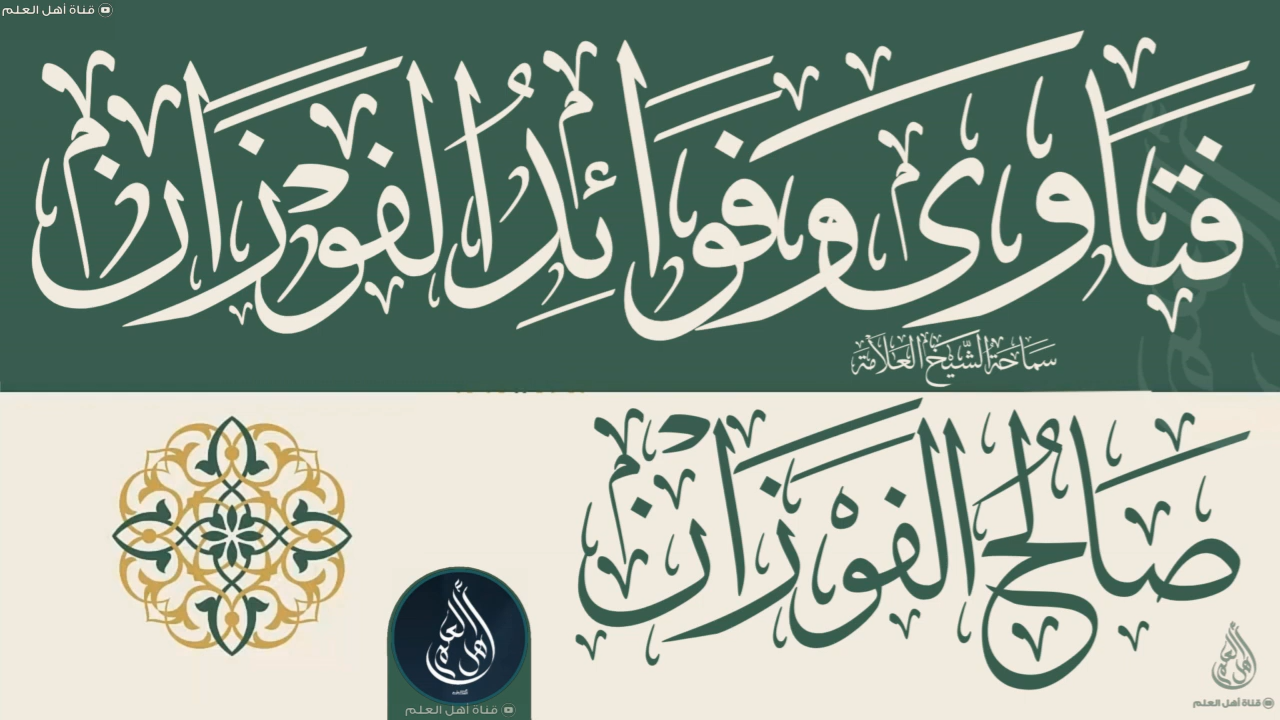 قناة أهل العلم
فتاوى وفوائد الفوزان
سماحة الشيخ العلامة
صالح الفوزان
أهل العلم
قناة أهل العلم
أهل العلم
قناة أهل العلم